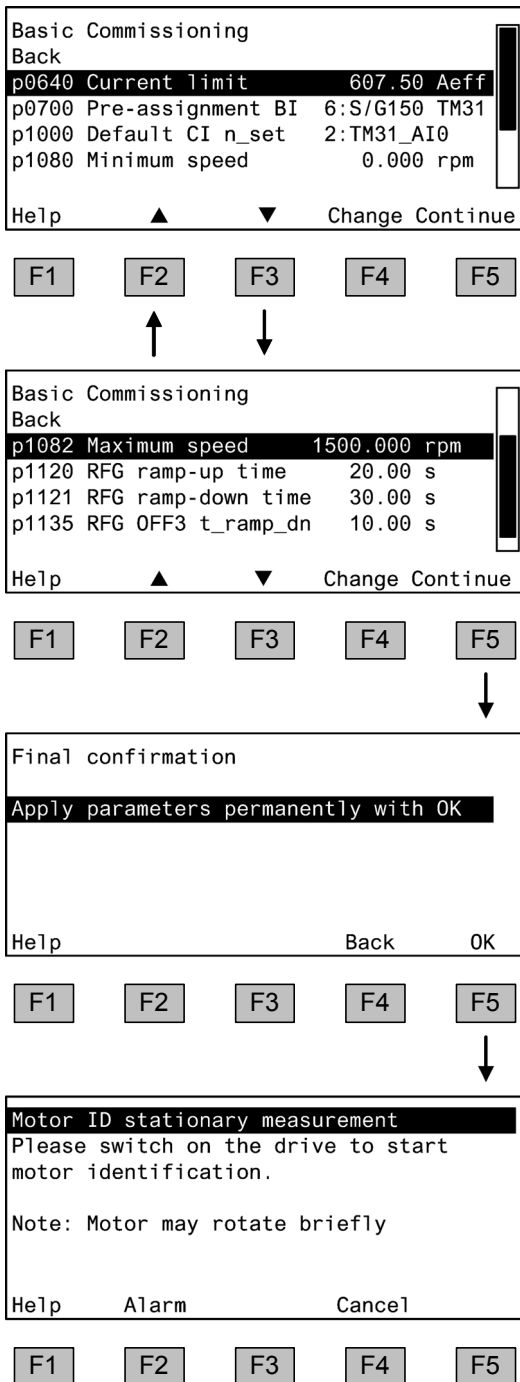 Basic Commissioning
Back
p0640 Current limit 607.50 Aeff
p0700 Pre-assignment BI 6:S/G150 TM31
p1000 Default CI n_set 2:TM31_AI0
p1080 Minimum speed 0.000 rpm
Help ▲ ▼ Change Continue
F1 F2 F3 F4 F5
Basic Commissioning
Back
p1082 Maximum speed 1500.000 rpm
p1120 RFG ramp-up time 20.00 s
p1121 RFG ramp-down time 30.00 s
p1135 RFG OFF3 t_ramp_dn 10.00 s
Help ▲ ▼ Change Continue
F1 F2 F3 F4 F5
Final confirmation
Apply parameters permanently with OK
Help Back OK
F1 F2 F3 F4 F5
Motor ID stationary measurement
Please switch on the drive to start
motor identification.
Note: Motor may rotate briefly
Help Alarm Cancel
F1 F2 F3 F4 F5